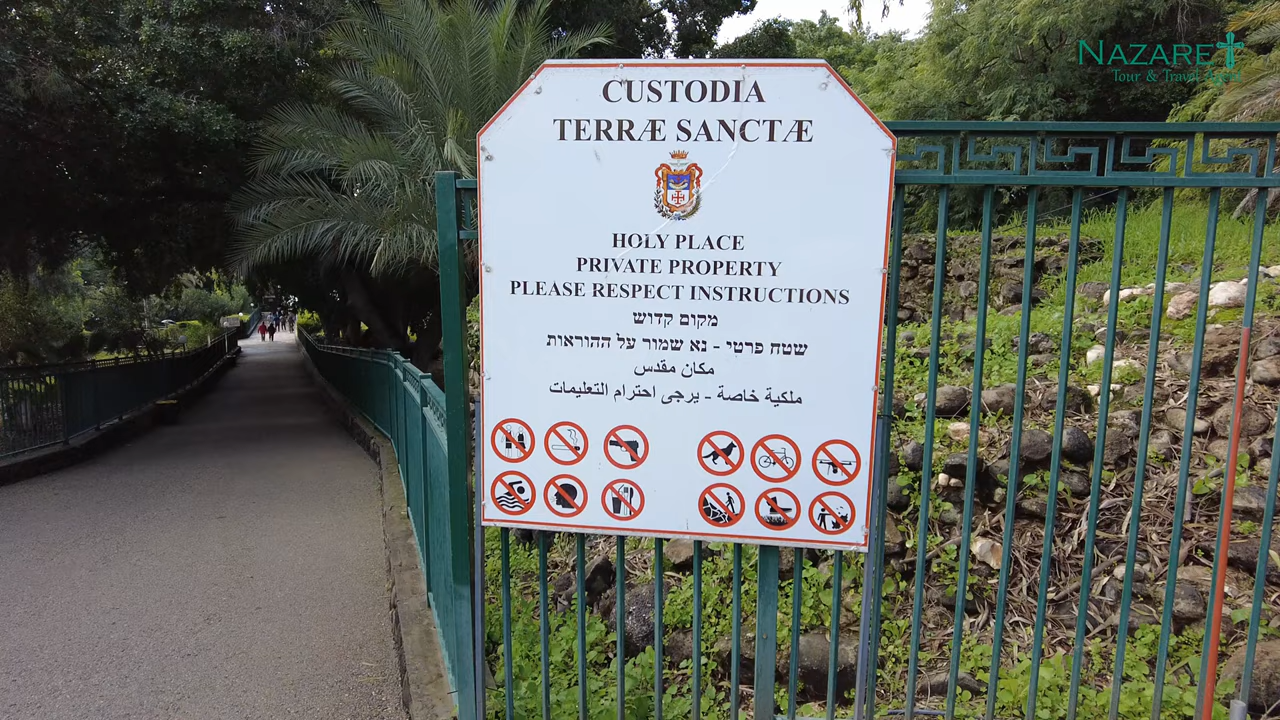 NAZARET
Tour & Travel Agent
CUSTODIA
TERRÆ SANCTÆ
HOLY PLACE
PRIVATE PROPERTY
PLEASE RESPECT INSTRUCTIONS
מקום קדוש
שטח פרטי - נא שמור על ההוראות
مكان مقدس
ملكية خاصة - يرجى احترام التعليمات